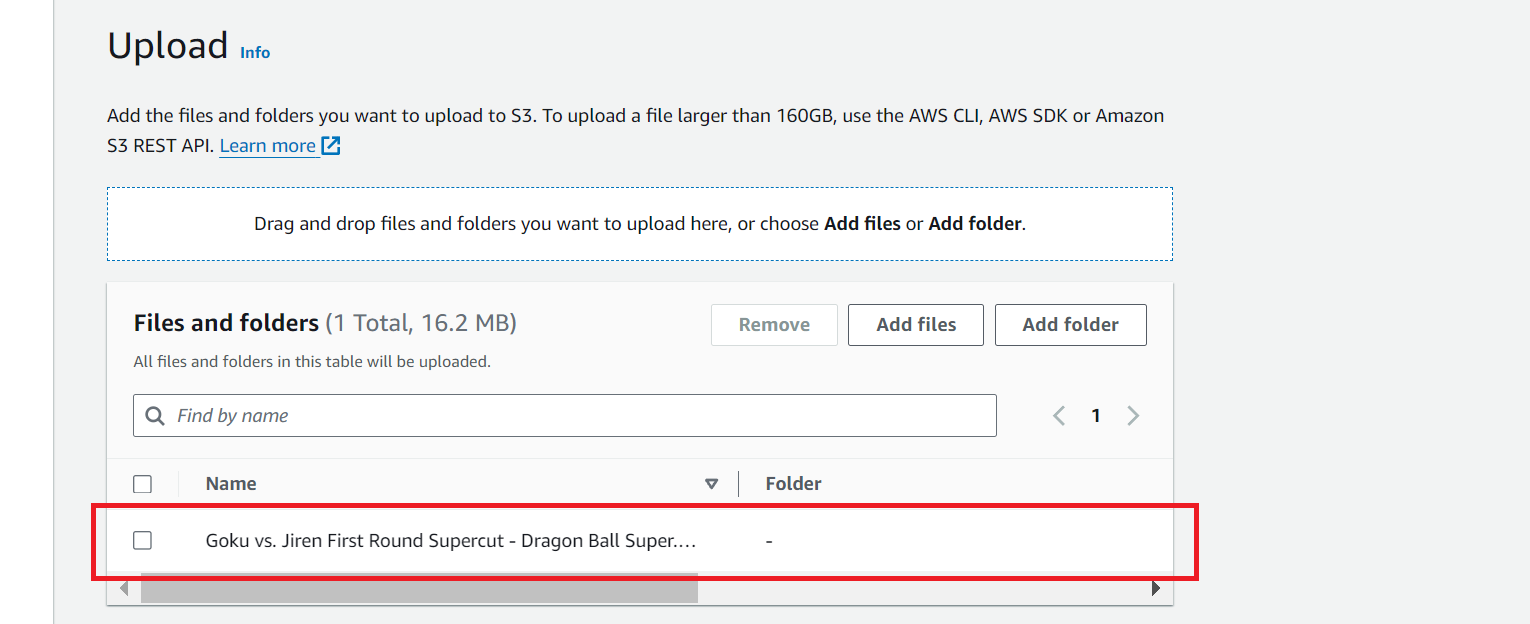 Upload Info
Add the files and folders you want to upload to S3. To upload a file larger than 160GB, use the AWS CLI, AWS SDK or Amazon
S3 REST API. Learn more
Drag and drop files and folders you want to upload here, or choose Add files or Add folder.
Files and folders (1 Total, 16.2 MB)
Remove
Add files
Add folder
All files and folders in this table will be uploaded.
Find by name
1
Name
Folder
Goku vs. Jiren First Round Supercut - Dragon Ball Super.…
-